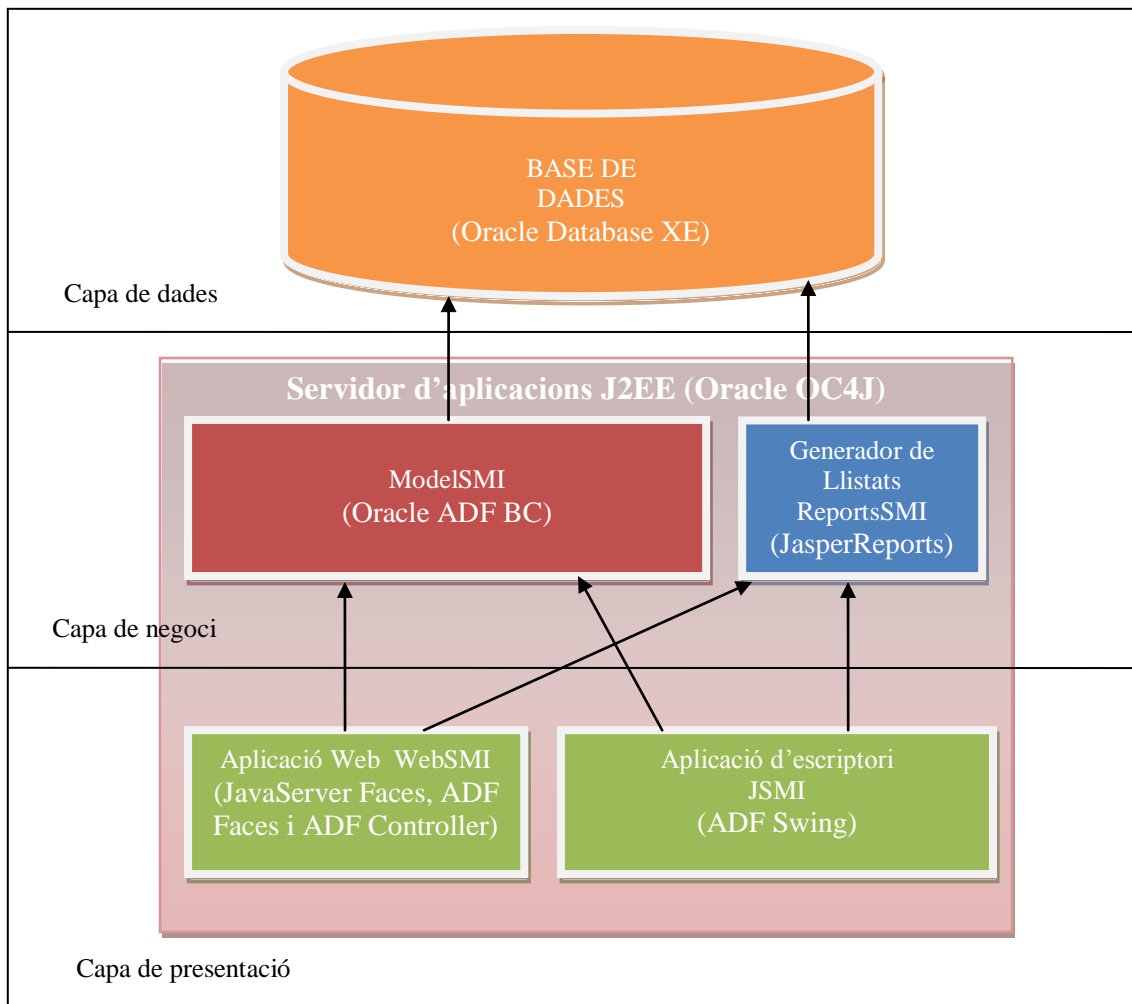 BASE DE
DADES
(Oracle Database XE)
Capa de dades
Servidor d'aplicacions J2EE (Oracle OC4J)
ModelSMI
(Oracle ADF BC)
Generador de
Llistats
ReportsSMI
(JasperReports)
Capa de negoci
Aplicació Web  WebSMI
(JavaServer Faces, ADF
Faces i ADF Controller)
Aplicació d'escriptori
JSMI
(ADF Swing)
Capa de presentació